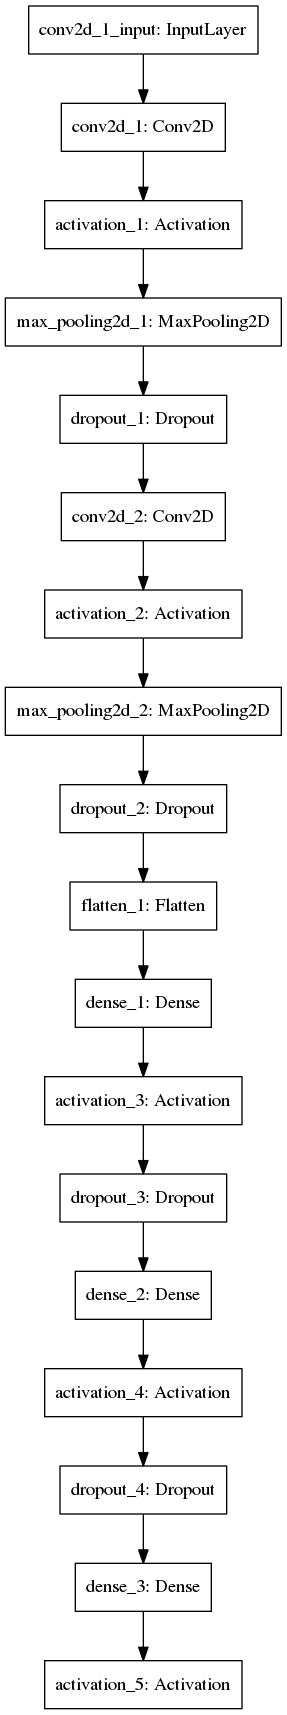 conv2d_1_input: InputLayer
conv2d_1: Conv2D
activation_1: Activation
max_pooling2d_1: MaxPooling2D
dropout_1: Dropout
conv2d_2: Conv2D
activation_2: Activation
max_pooling2d_2: MaxPooling2D
dropout_2: Dropout
flatten_1: Flatten
dense_1: Dense
activation_3: Activation
dropout_3: Dropout
dense_2: Dense
activation_4: Activation
dropout_4: Dropout
dense_3: Dense
activation_5: Activation